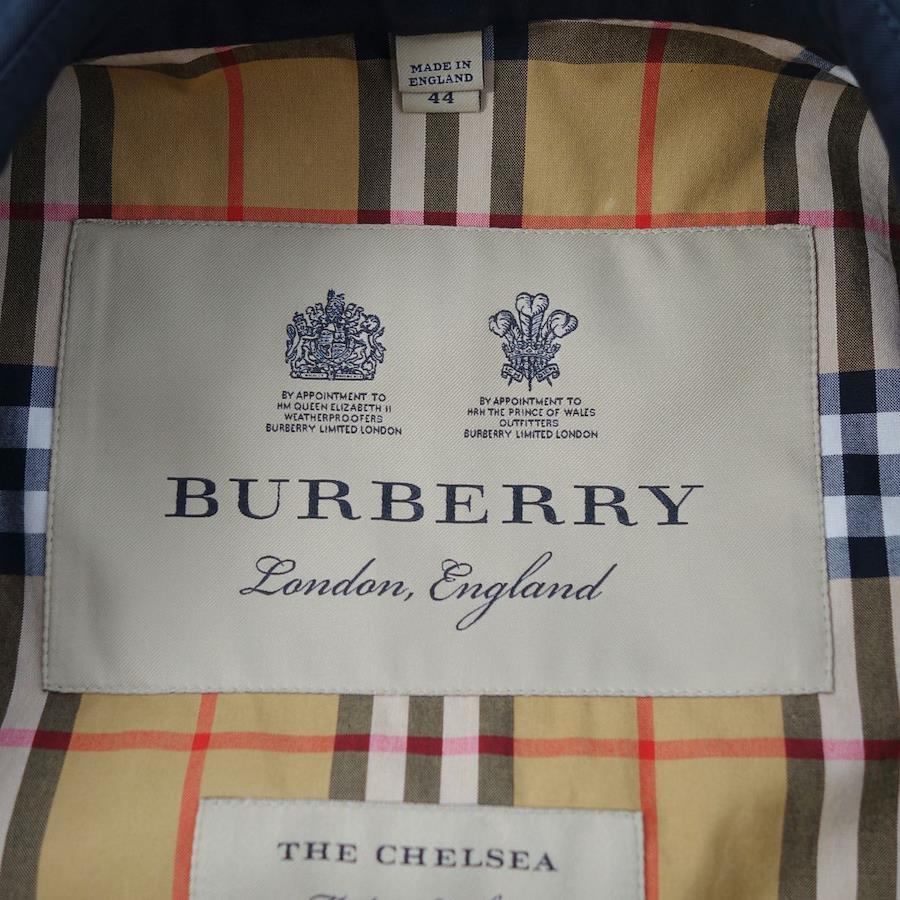 MADE IN
ENGLAND
44
BY APPOINTMENT TO
HM QUEEN ELIZABETH II
WEATHERPROOFERS
BURBERRY LIMITED LONDON
BY APPOINTMENT TO
HRH THE PRINCE OF WALES
OUTFITTERS
BURBERRY LIMITED LONDON
BURBERRY
London, England
THE CHELSEA